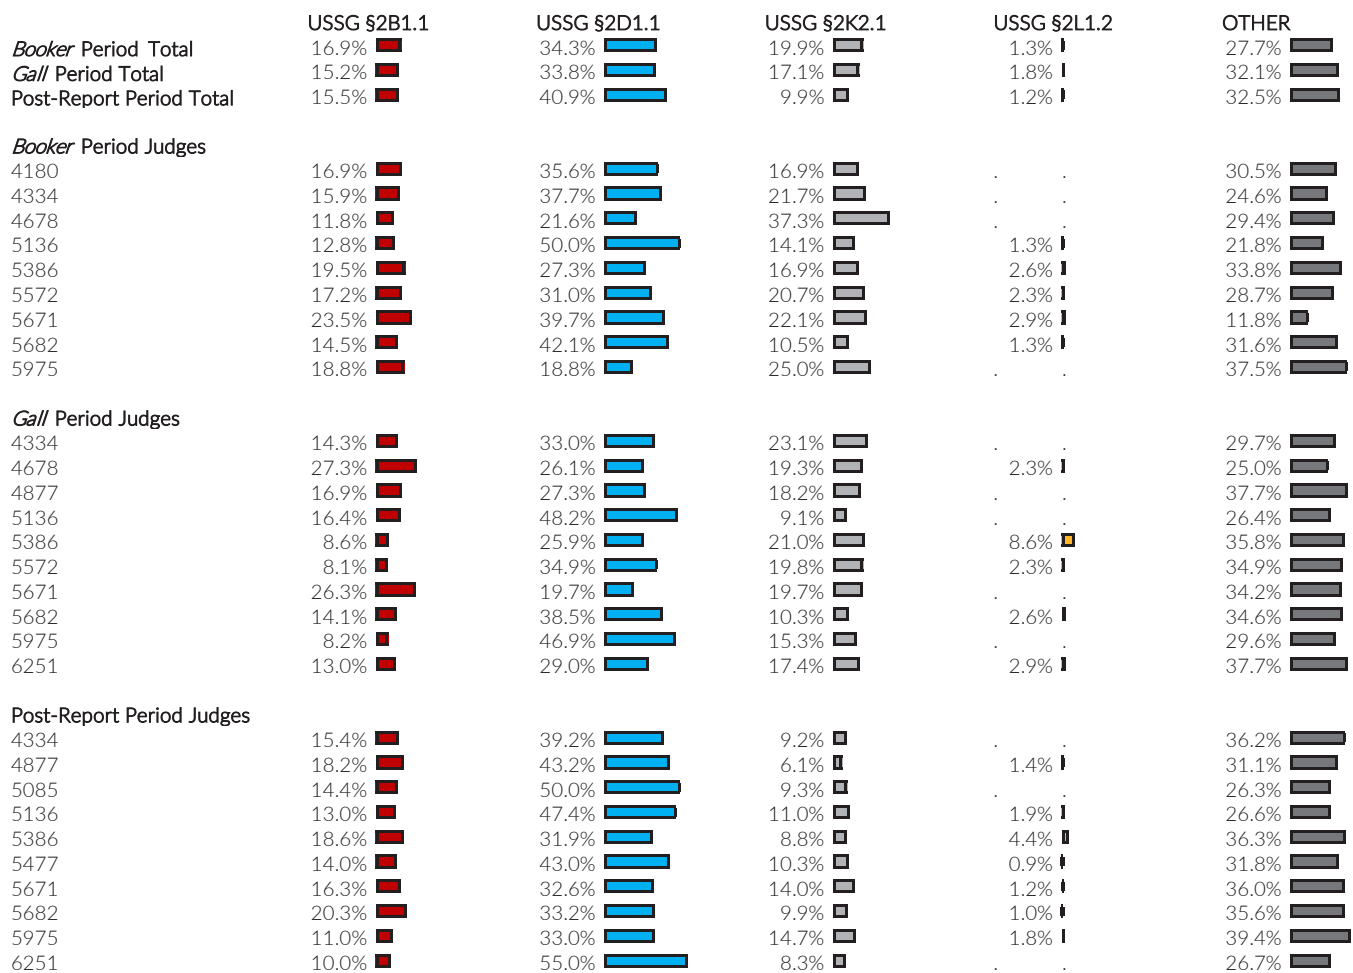 USSG §2B1.1 USSG §2D1.1 USSG §2K2.1 USSG §2L1.2 OTHER
Booker Period Total 16.9% 34.3% 19.9% 1.3% 27.7%
Gall Period Total 15.2% 33.8% 17.1% 1.8% 32.1%
Post-Report Period Total 15.5% 40.9% 9.9% 1.2% 32.5%
Booker Period Judges
4180 16.9% 35.6% 16.9% . . 30.5%
4334 15.9% 37.7% 21.7% . . 24.6%
4678 11.8% 21.6% 37.3% . . 29.4%
5136 12.8% 50.0% 14.1% 1.3% 21.8%
5386 19.5% 27.3% 16.9% 2.6% 33.8%
5572 17.2% 31.0% 20.7% 2.3% 28.7%
5671 23.5% 39.7% 22.1% 2.9% 11.8%
5682 14.5% 42.1% 10.5% 1.3% 31.6%
5975 18.8% 18.8% 25.0% . . 37.5%
Gall Period Judges
4334 14.3% 33.0% 23.1% . . 29.7%
4678 27.3% 26.1% 19.3% 2.3% 25.0%
4877 16.9% 27.3% 18.2% . . 37.7%
5136 16.4% 48.2% 9.1% . . 26.4%
5386 8.6% 25.9% 21.0% 8.6% 35.8%
5572 8.1% 34.9% 19.8% 2.3% 34.9%
5671 26.3% 19.7% 19.7% . . 34.2%
5682 14.1% 38.5% 10.3% 2.6% 34.6%
5975 8.2% 46.9% 15.3% . . 29.6%
6251 13.0% 29.0% 17.4% 2.9% 37.7%
Post-Report Period Judges
4334 15.4% 39.2% 9.2% . . 36.2%
4877 18.2% 43.2% 6.1% 1.4% 31.1%
5085 14.4% 50.0% 9.3% . . 26.3%
5136 13.0% 47.4% 11.0% 1.9% 26.6%
5386 18.6% 31.9% 8.8% 4.4% 36.3%
5477 14.0% 43.0% 10.3% 0.9% 31.8%
5671 16.3% 32.6% 14.0% 1.2% 36.0%
5682 20.3% 33.2% 9.9% 1.0% 35.6%
5975 11.0% 33.0% 14.7% 1.8% 39.4%
6251 10.0% 55.0% 8.3% . . 26.7%